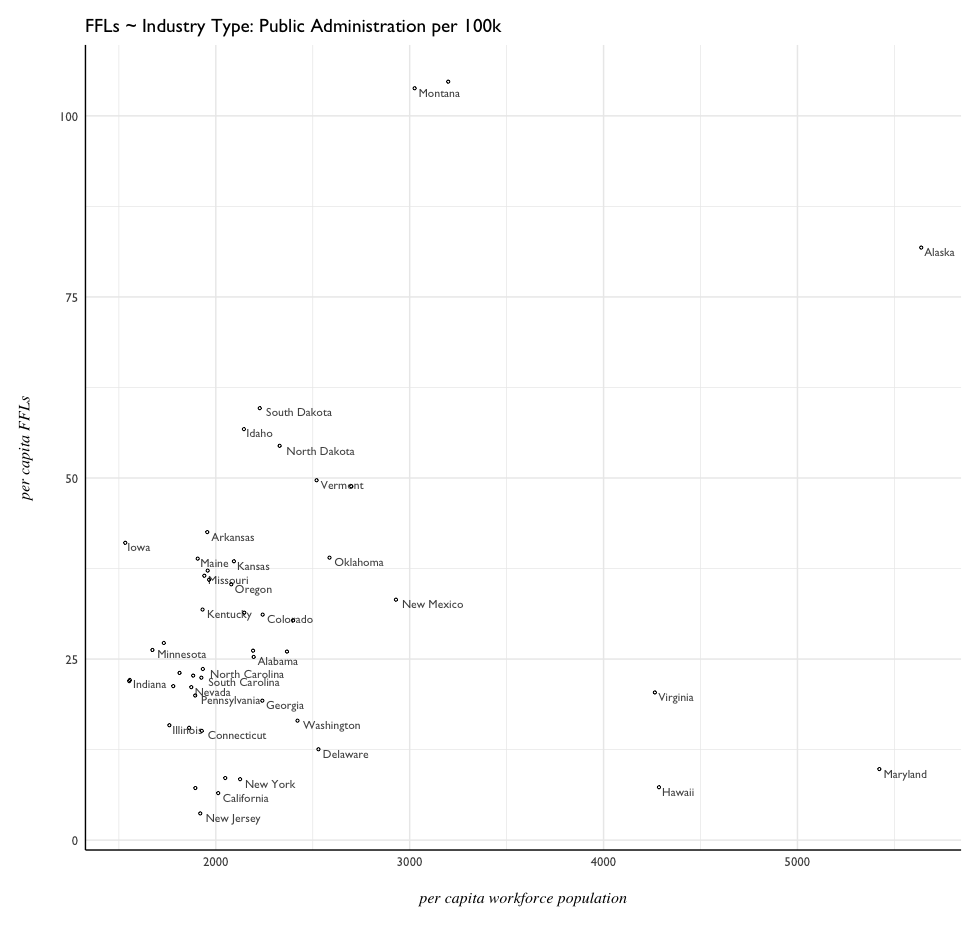 FFLs ~ Industry Type: Public Administration per 100k
Montana
100
Alaska
75
per capita FFLs
South Dakota
Idaho
North Dakota
50
Vermont
Arkansas
Iowa
Maine
Kansas
Oklahoma
Missouri
Oregon
New Mexico
Kentucky
Colorado
Minnesota
25
Alabama
North Carolina
South Carolina
Indiana
Nevada
Virginia
Pennsylvania
Georgia
Washington
Illinois
Connecticut
Delaware
Maryland
New York
Hawaii
California
New Jersey
0
2000
3000
4000
5000
per capita workforce population